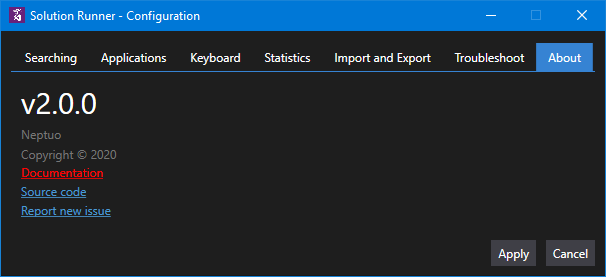 Solution Runner - Configuration
Searching Applications Keyboard Statistics Import and Export Troubleshoot About
v2.0.0
Neptuo
Copyright © 2020
Documentation
Source code
Report new issue
Apply Cancel